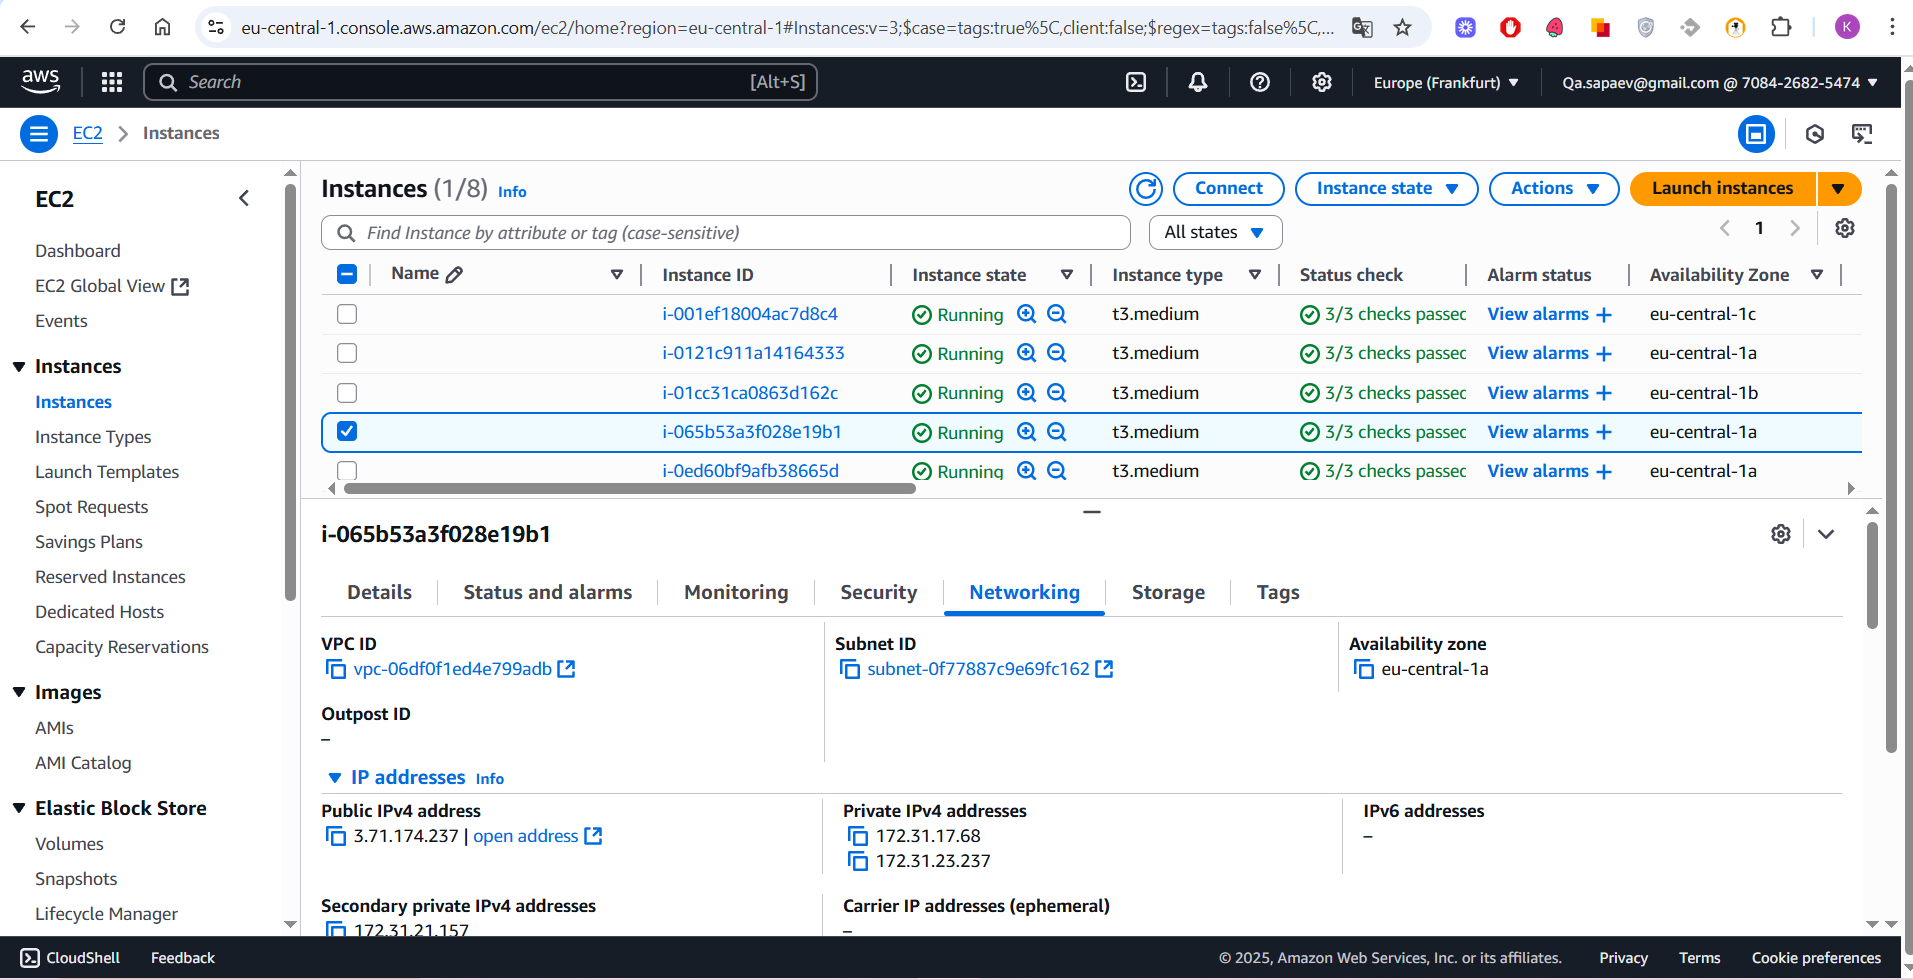 eu-central-1.console.aws.amazon.com/ec2/home?region=eu-central-1#Instances:v=3;$case=tags:true%5C,client:false;$regex=tags:false%5C,...
K
aws
Search [Alt+S]
Europe (Frankfurt)
Qa.sapaev@gmail.com @ 7084-2682-5474
EC2 Instances
EC2
Dashboard
EC2 Global View
Events
Instances
Instances
Instance Types
Launch Templates
Spot Requests
Savings Plans
Reserved Instances
Dedicated Hosts
Capacity Reservations
Images
AMIs
AMI Catalog
Elastic Block Store
Volumes
Snapshots
Lifecycle Manager
Instances (1/8) Info
Connect
Instance state
Actions
Launch instances
Find Instance by attribute or tag (case-sensitive)
All states
1
Name Instance ID Instance state Instance type Status check Alarm status Availability Zone
i-001ef18004ac7d8c4 Running t3.medium 3/3 checks passec View alarms + eu-central-1c
i-0121c911a14164333 Running t3.medium 3/3 checks passec View alarms + eu-central-1a
i-01cc31ca0863d162c Running t3.medium 3/3 checks passec View alarms + eu-central-1b
i-065b53a3f028e19b1 Running t3.medium 3/3 checks passec View alarms + eu-central-1a
i-0ed60bf9afb38665d Running t3.medium 3/3 checks passec View alarms + eu-central-1a
i-065b53a3f028e19b1
Details Status and alarms Monitoring Security Networking Storage Tags
VPC ID
vpc-06df0f1ed4e799adb
Subnet ID
subnet-0f77887c9e69fc162
Availability zone
eu-central-1a
Outpost ID
–
IP addresses Info
Public IPv4 address
3.71.174.237 | open address
Private IPv4 addresses
172.31.17.68
172.31.23.237
IPv6 addresses
–
Secondary private IPv4 addresses
172.31.21.157
Carrier IP addresses (ephemeral)
–
CloudShell Feedback
© 2025, Amazon Web Services, Inc. or its affiliates. Privacy Terms Cookie preferences